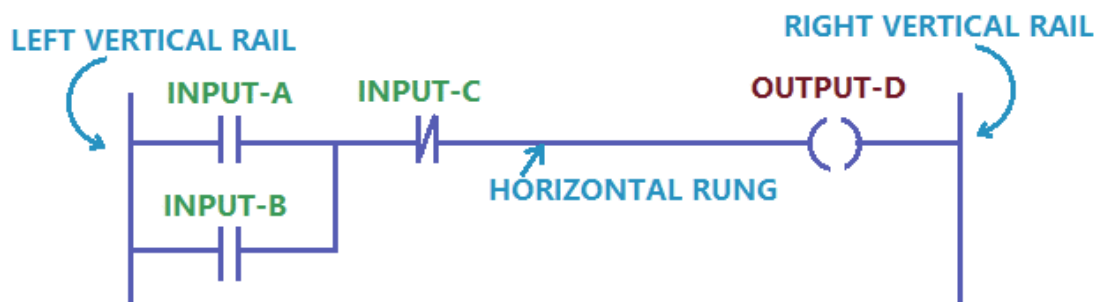 LEFT VERTICAL RAIL
RIGHT VERTICAL RAIL
INPUT-A
INPUT-C
OUTPUT-D
HORIZONTAL RUNG
INPUT-B